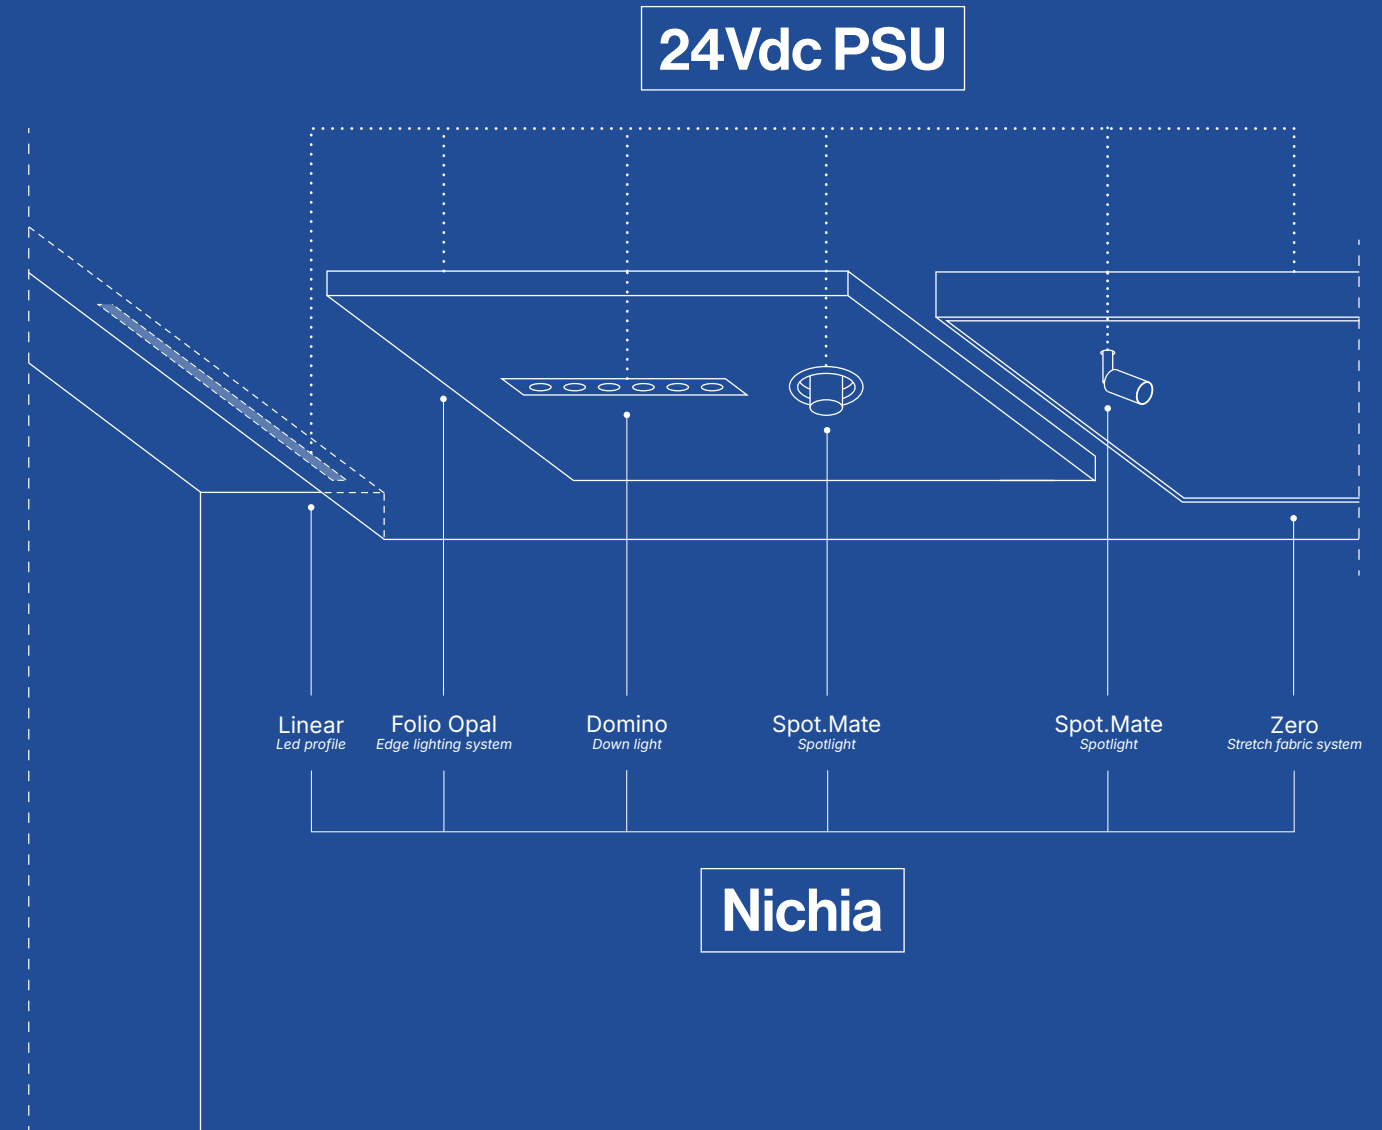 24Vdc PSU
Linear
Led profile
Folio Opal
Edge lighting system
Domino
Down light
Spot.Mate
Spotlight
Spot.Mate
Spotlight
Zero
Stretch fabric system
Nichia